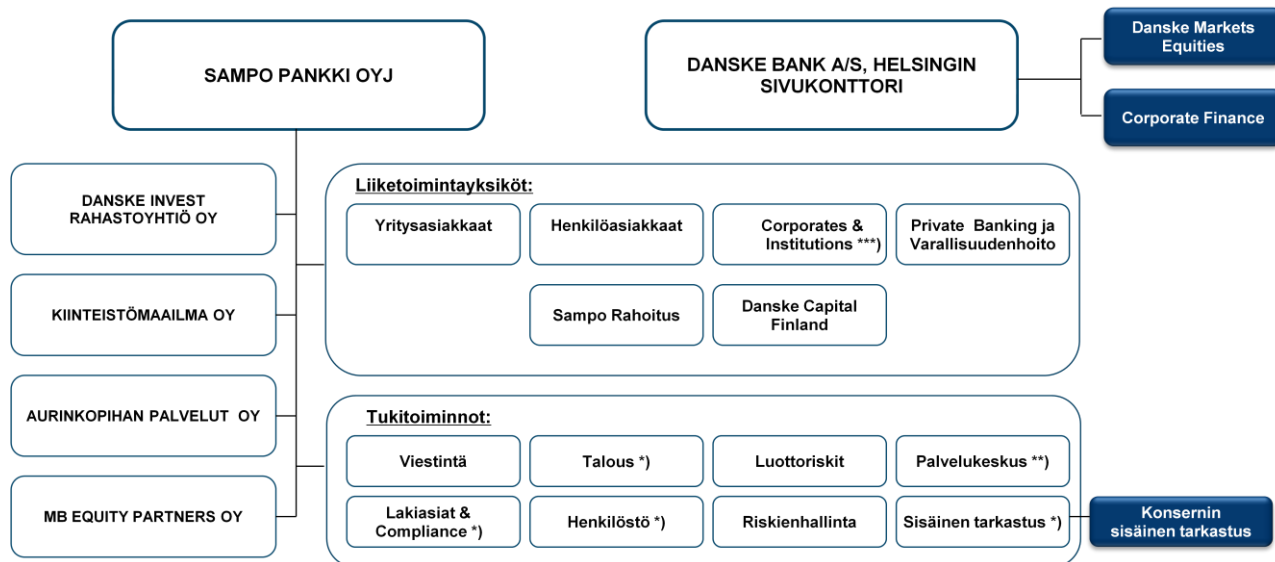 SAMPO PANKKI OYJ
DANSKE BANK A/S, HELSINGIN
SIVUKONTTORI
Danske Markets
Equities
Corporate Finance
DANSKE INVEST
RAHASTOYHTIÖ OY
KIINTEISTÖMAAILMA OY
AURINKOPIHAN PALVELUT OY
MB EQUITY PARTNERS OY
Liiketoimintayksiköt:
Yritysasiakkaat
Henkilöasiakkaat
Corporates &
Institutions ***)
Private Banking ja
Varallisuudenhoito
Sampo Rahoitus
Danske Capital
Finland
Tukitoiminnot:
Viestintä
Talous *)
Luottoriskit
Palvelukeskus **)
Lakiasiat &
Compliance *)
Henkilöstö *)
Riskienhallinta
Sisäinen tarkastus *)
Konsernin
sisäinen tarkastus